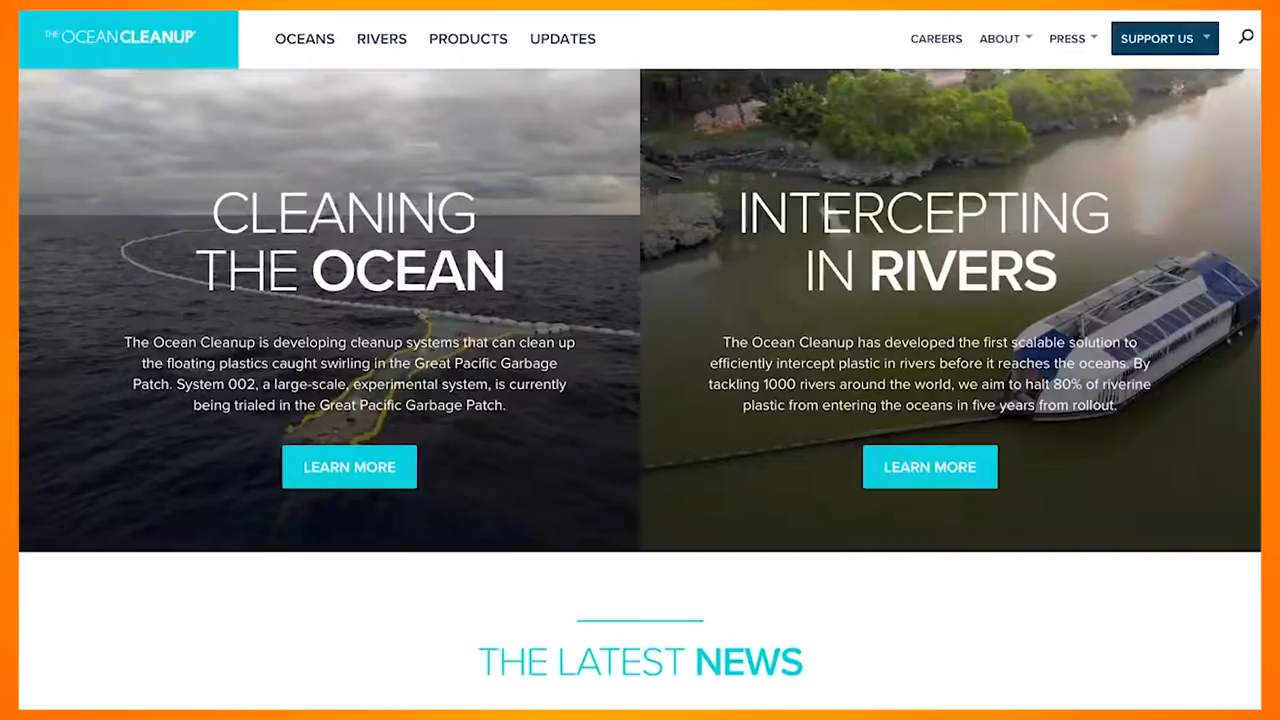 THE OCEAN CLEANUP
OCEANS RIVERS PRODUCTS UPDATES
CAREERS ABOUT PRESS SUPPORT US
CLEANING
THE OCEAN
The Ocean Cleanup is developing cleanup systems that can clean up
the floating plastics caught swirling in the Great Pacific Garbage
Patch. System 002, a large-scale, experimental system, is currently
being trialed in the Great Pacific Garbage Patch.
LEARN MORE
INTERCEPTING
IN RIVERS
The Ocean Cleanup has developed the first scalable solution to
efficiently intercept plastic in rivers before it reaches the oceans. By
tackling 1000 rivers around the world, we aim to halt 80% of riverine
plastic from entering the oceans in five years from rollout.
LEARN MORE
THE LATEST NEWS